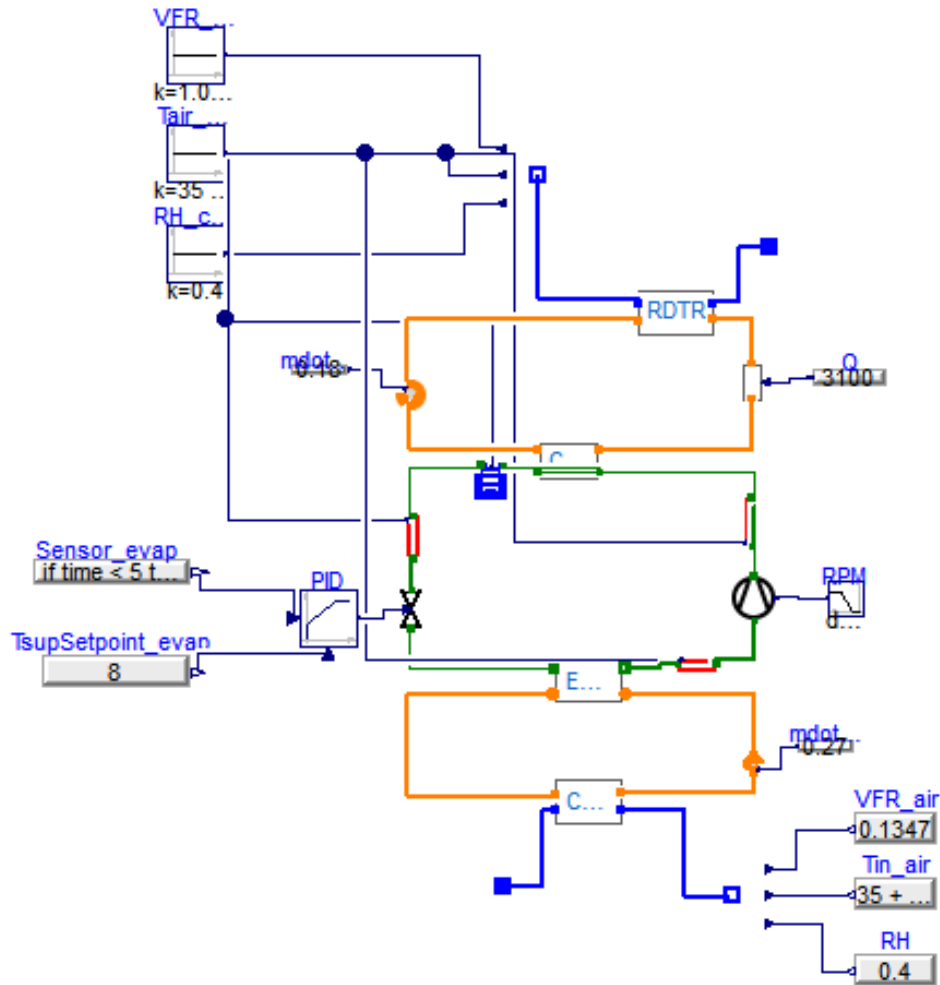 VFR_...
k=1.0...
Tair_...
k=35 ...
RH_c...
k=0.4
RDTR
mdot
0.18
Q
3100
C...
Sensor_evap
if time < 5 t...
PID
RPM
d...
TsupSetpoint_evap
8
E...
mdot...
0.27
C...
VFR_air
0.1347
Tin_air
35 + ...
RH
0.4